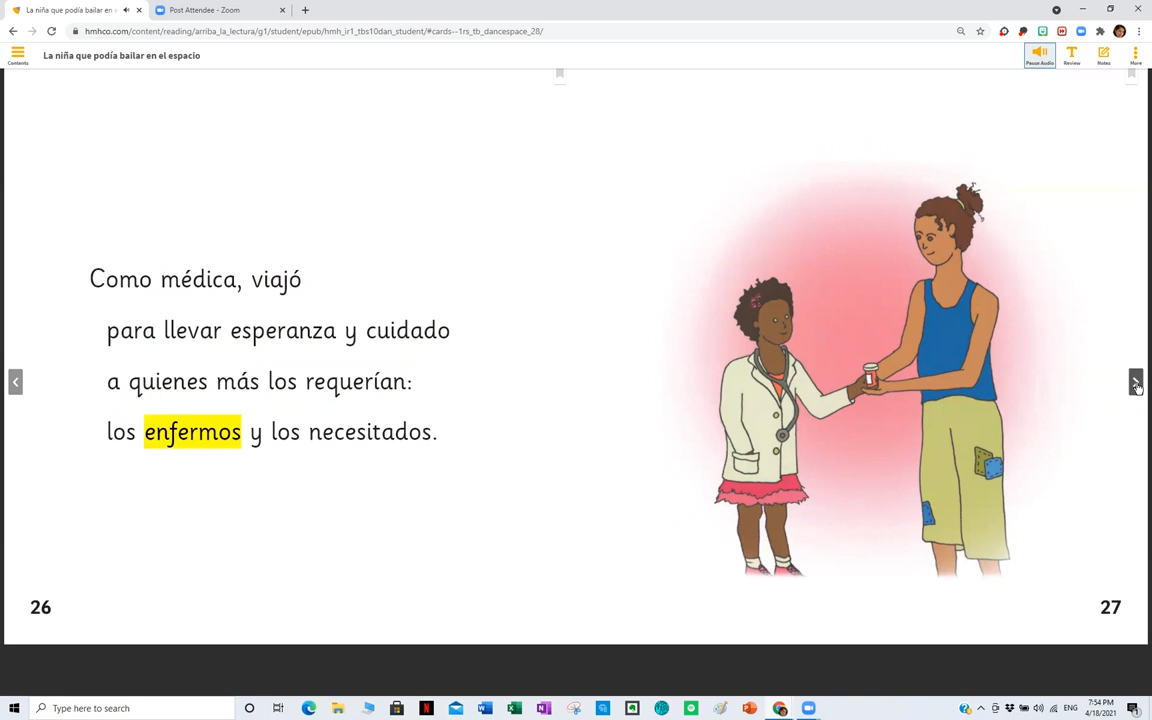 La niña que podía bailar en
Post Attendee - Zoom
hmhco.com/content/reading/arriba_la_lectura/g1/student/epub/hmh_ir1_tbs10dan_student/#cards--1rs_tb_dancespace_28/
Contents
La niña que podía bailar en el espacio
Pause Audio
Review
Notes
More
Como médica, viajó
para llevar esperanza y cuidado
a quienes más los requerían:
los enfermos y los necesitados.
26
27
Type here to search
ENG
7:54 PM
4/18/2021